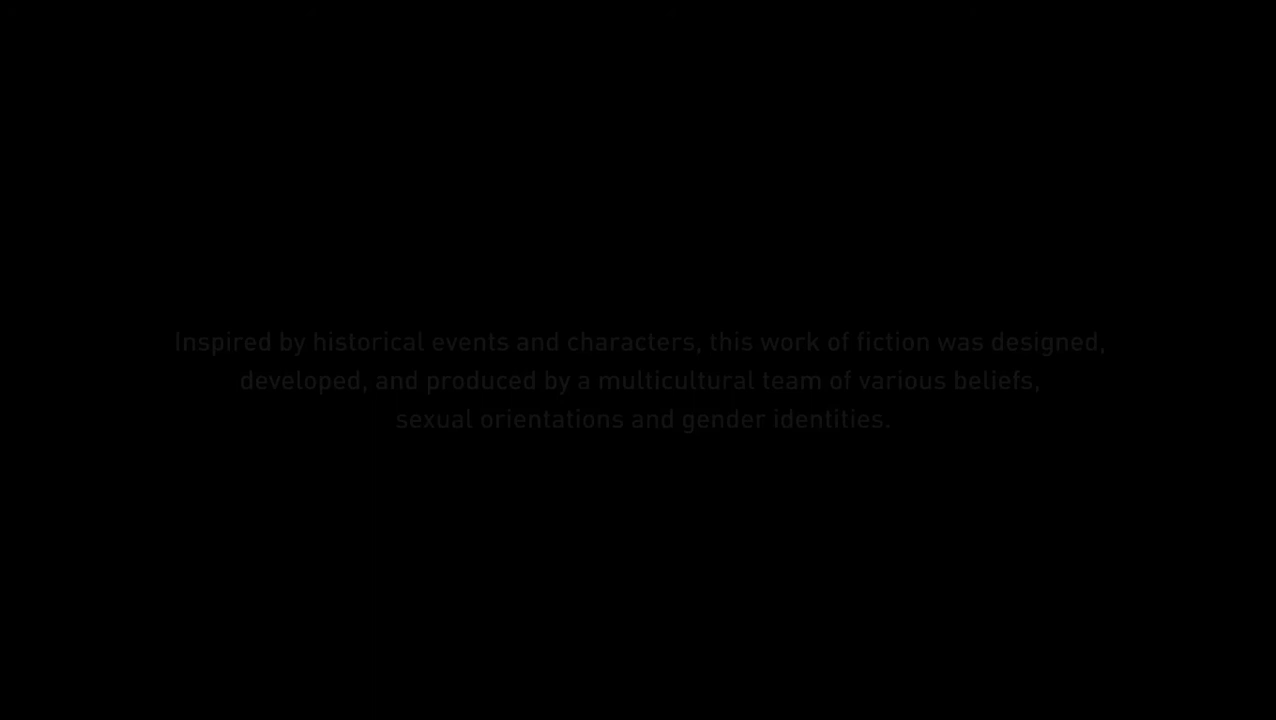 Inspired by historical events and characters, this work of fiction was designed,
developed, and produced by a multicultural team of various beliefs,
sexual orientations and gender identities.